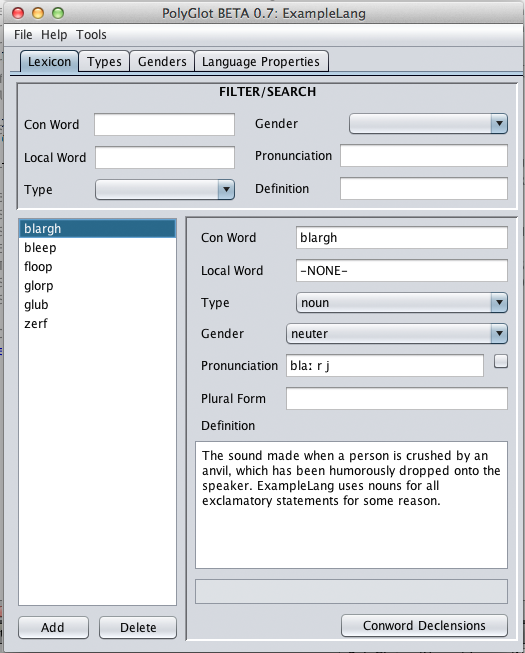 PolyGlot BETA 0.7: ExampleLang
File Help Tools
Lexicon Types Genders Language Properties
FILTER/SEARCH
Con Word Gender
Local Word Pronunciation
Type Definition
blargh
bleep
floop
glorp
glub
zerf
Con Word blargh
Local Word -NONE-
Type noun
Gender neuter
Pronunciation blaː r j
Plural Form
Definition
The sound made when a person is crushed by an
anvil, which has been humorously dropped onto the
speaker. ExampleLang uses nouns for all
exclamatory statements for some reason.
Add Delete
Conword Declensions